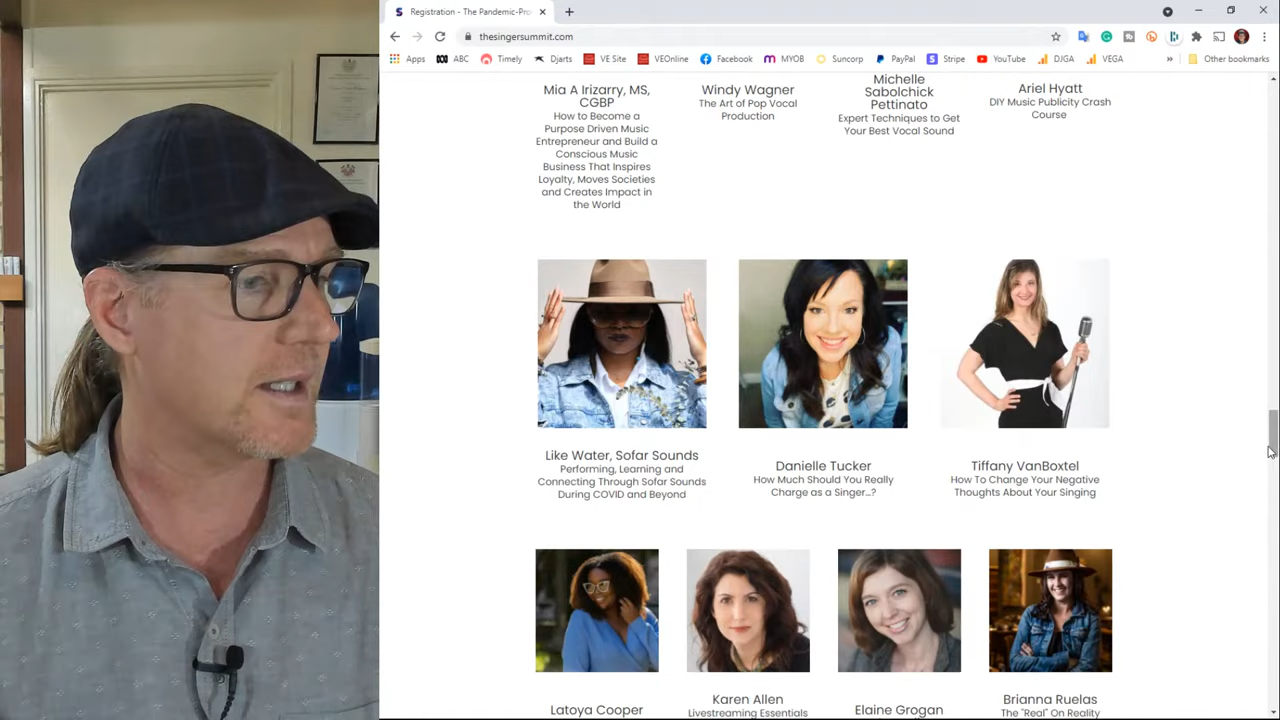 Registration - The Pandemic-Pro
thesingersummit.com
Apps ABC Timely Djarts VE Site VEOnline Facebook MYOB Suncorp PayPal Stripe YouTube DJGA VEGA » Other bookmarks
Mia A Irizarry, MS,
CGBP
How to Become a
Purpose Driven Music
Entrepreneur and Build a
Conscious Music
Business That Inspires
Loyalty, Moves Societies
and Creates Impact in
the World
Windy Wagner
The Art of Pop Vocal
Production
Michelle
Sabolchick
Pettinato
Expert Techniques to Get
Your Best Vocal Sound
Ariel Hyatt
DIY Music Publicity Crash
Course
Like Water, Sofar Sounds
Performing, Learning and
Connecting Through Sofar Sounds
During COVID and Beyond
Danielle Tucker
How Much Should You Really
Charge as a Singer...?
Tiffany VanBoxtel
How To Change Your Negative
Thoughts About Your Singing
Latoya Cooper
Karen Allen
Livestreaming Essentials
Elaine Grogan
Brianna Ruelas
The "Real" On Reality